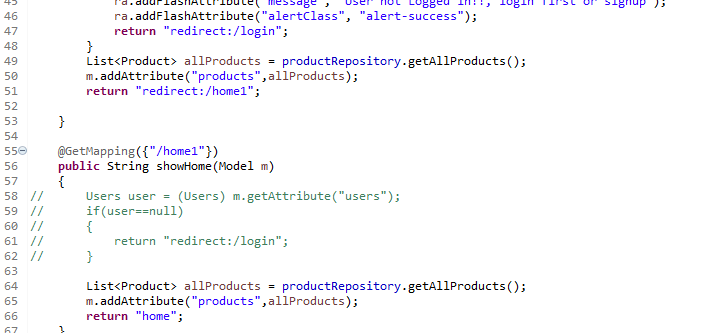 45 ra.addFlashAttribute("message", "User not Logged in!!, login first or signup");
46 ra.addFlashAttribute("alertClass", "alert-success");
47 return "redirect:/login";
48 }
49 List<Product> allProducts = productRepository.getAllProducts();
50 m.addAttribute("products",allProducts);
51 return "redirect:/home1";
52
53 }
54
55 @GetMapping({"/home1"})
56 public String showHome(Model m)
57 {
58 // Users user = (Users) m.getAttribute("users");
59 // if(user==null)
60 // {
61 // return "redirect:/login";
62 // }
63
64 List<Product> allProducts = productRepository.getAllProducts();
65 m.addAttribute("products",allProducts);
66 return "home";
67 }